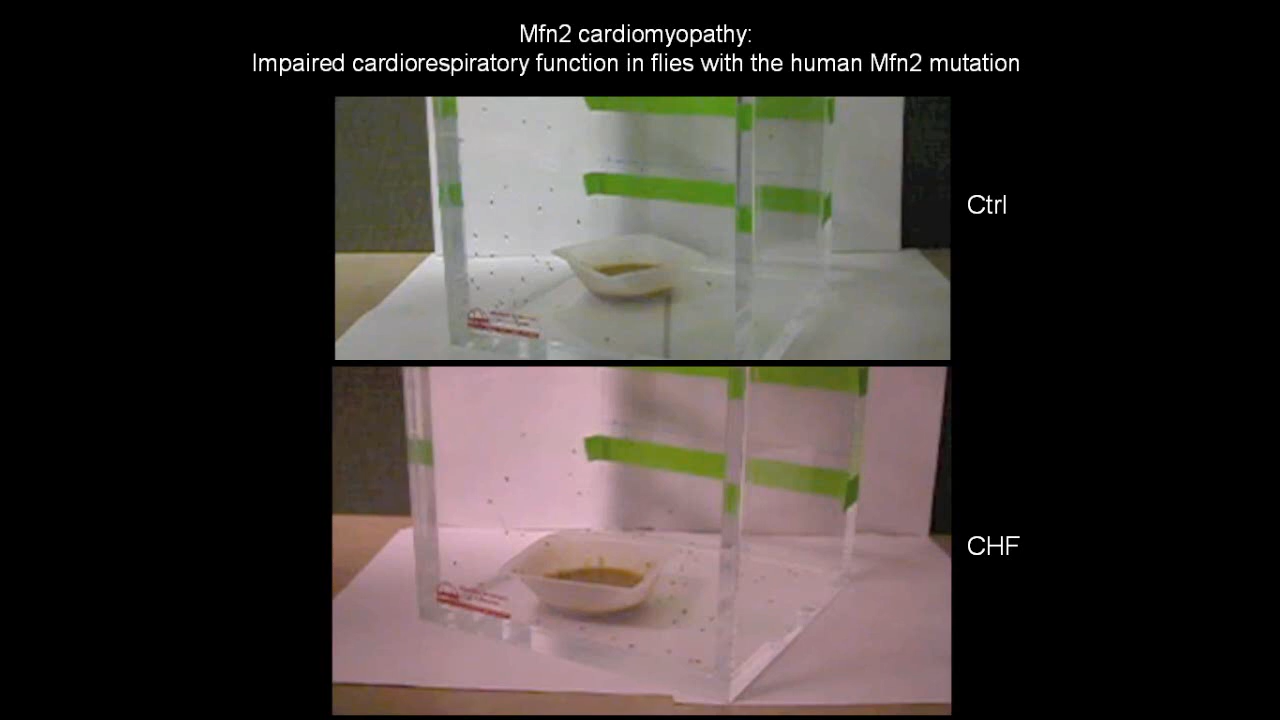 Mfn2 cardiomyopathy:
Impaired cardiorespiratory function in flies with the human Mfn2 mutation
Ctrl
CHF